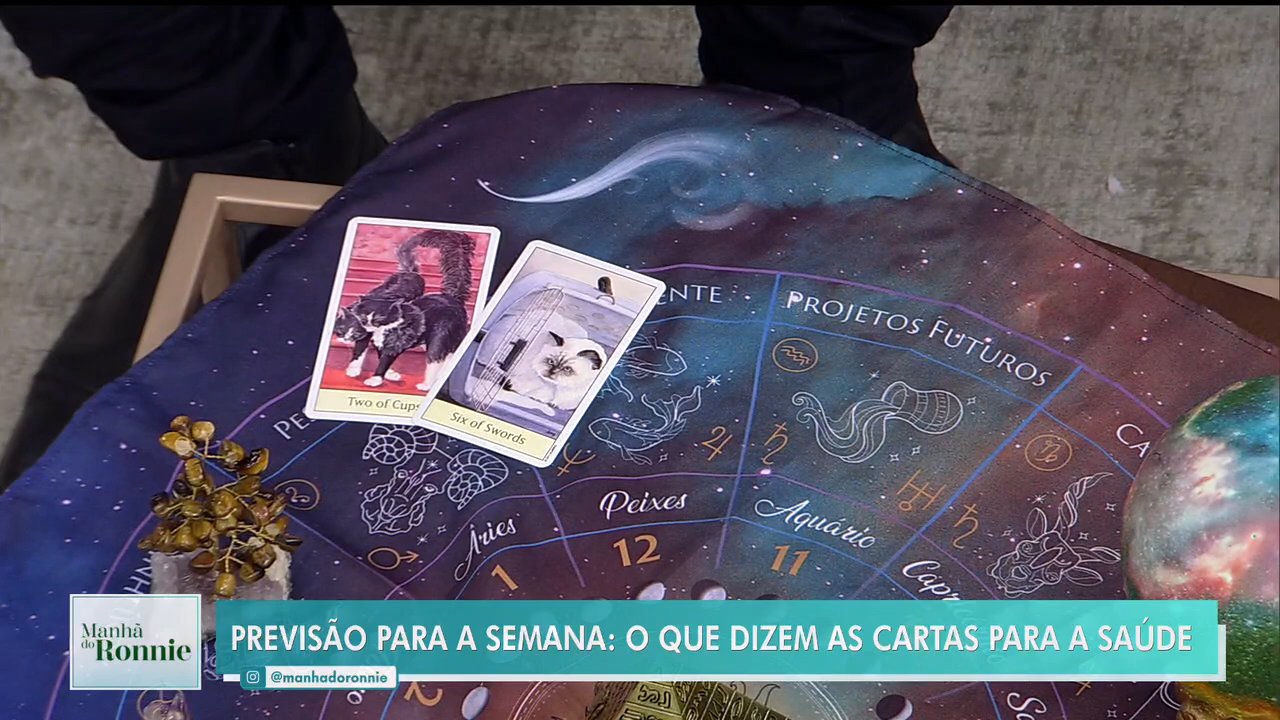 PROJETOS FUTUROS
Two of Cups
Six of Swords
Áries
1
Peixes
12
Aquário
11
Manhã
do Ronnie
PREVISÃO PARA A SEMANA: O QUE DIZEM AS CARTAS PARA A SAÚDE
@manhadoronnie
2